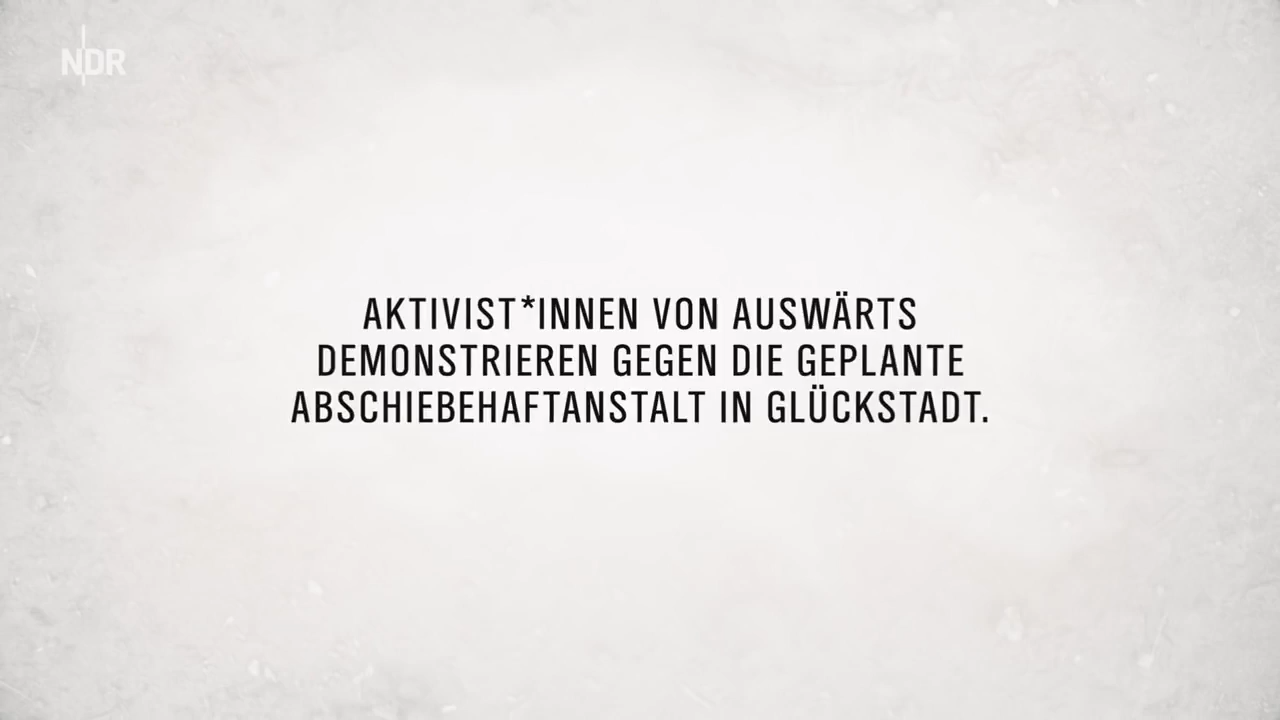 NDR
AKTIVIST*INNEN VON AUSWÄRTS
DEMONSTRIEREN GEGEN DIE GEPLANTE
ABSCHIEBEHAFTANSTALT IN GLÜCKSTADT.